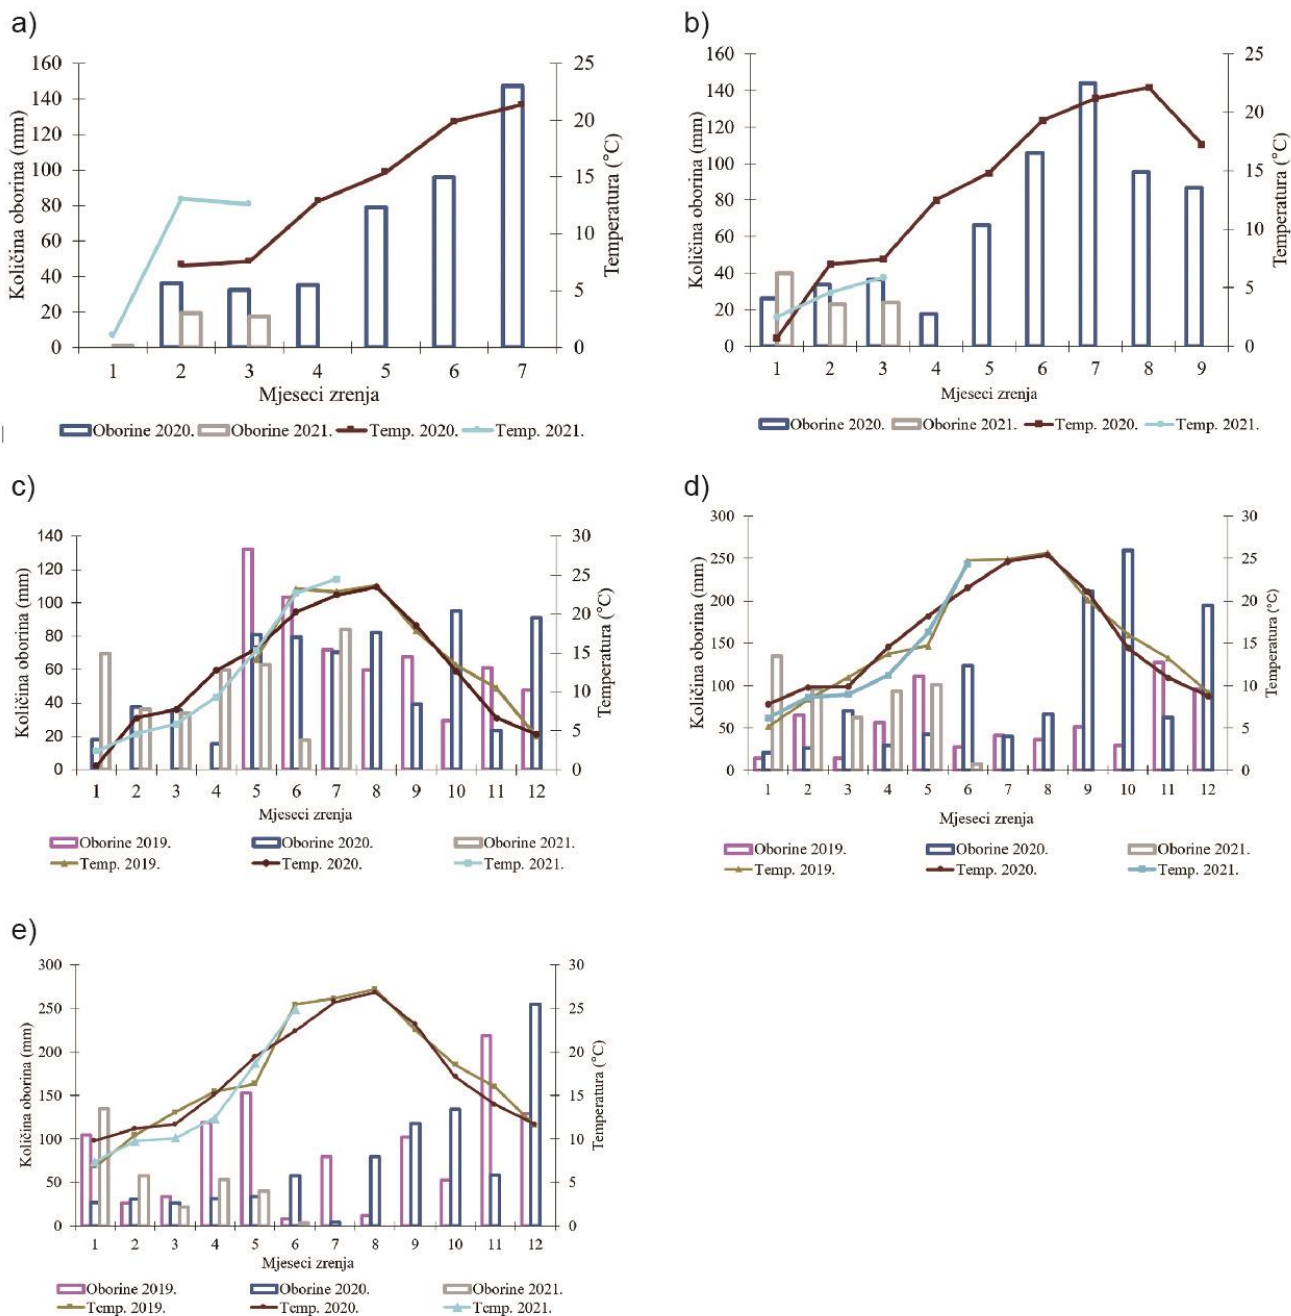 a)
Količina oborina (mm)
160
140
120
100
80
60
40
20
0
25
20
15
10
5
0
Temperatura (°C)
1 2 3 4 5 6 7
Mjeseci zrenja
Oborine 2020. Oborine 2021. Temp. 2020. Temp. 2021.
b)
Količina oborina (mm)
160
140
120
100
80
60
40
20
0
25
20
15
10
5
0
Temperatura (°C)
1 2 3 4 5 6 7 8 9
Mjeseci zrenja
Oborine 2020. Oborine 2021. Temp. 2020. Temp. 2021.
c)
Količina oborina (mm)
140
120
100
80
60
40
20
0
30
25
20
15
10
5
0
Temperatura (°C)
1 2 3 4 5 6 7 8 9 10 11 12
Mjeseci zrenja
Oborine 2019. Oborine 2020. Oborine 2021.
Temp. 2019. Temp. 2020. Temp. 2021.
d)
Količina oborina (mm)
300
250
200
150
100
50
0
30
25
20
15
10
5
0
Temperatura (°C)
1 2 3 4 5 6 7 8 9 10 11 12
Mjeseci zrenja
Oborine 2019. Oborine 2020. Oborine 2021.
Temp. 2019. Temp. 2020. Temp. 2021.
e)
Količina oborina (mm)
300
250
200
150
100
50
0
30
25
20
15
10
5
0
Temperatura (°C)
1 2 3 4 5 6 7 8 9 10 11 12
Mjeseci zrenja
Oborine 2019. Oborine 2020. Oborine 2021.
Temp. 2019. Temp. 2020. Temp. 2021.